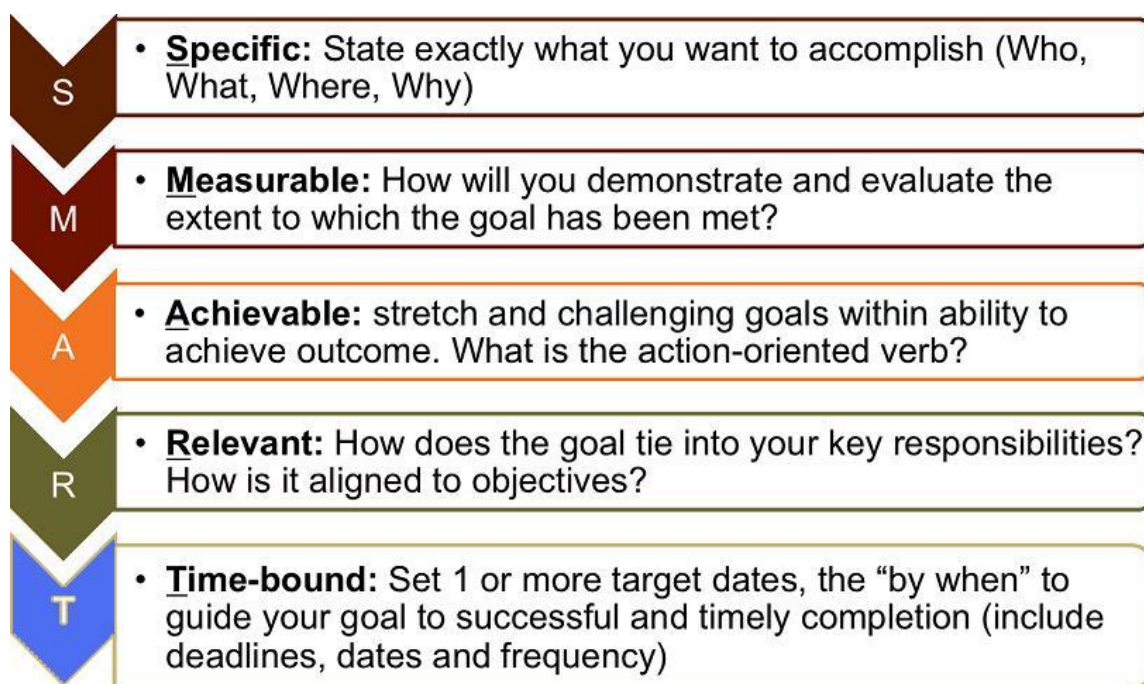 S
• Specific: State exactly what you want to accomplish (Who,
What, Where, Why)
M
• Measurable: How will you demonstrate and evaluate the
extent to which the goal has been met?
A
• Achievable: stretch and challenging goals within ability to
achieve outcome. What is the action-oriented verb?
R
• Relevant: How does the goal tie into your key responsibilities?
How is it aligned to objectives?
T
• Time-bound: Set 1 or more target dates, the “by when” to
guide your goal to successful and timely completion (include
deadlines, dates and frequency)